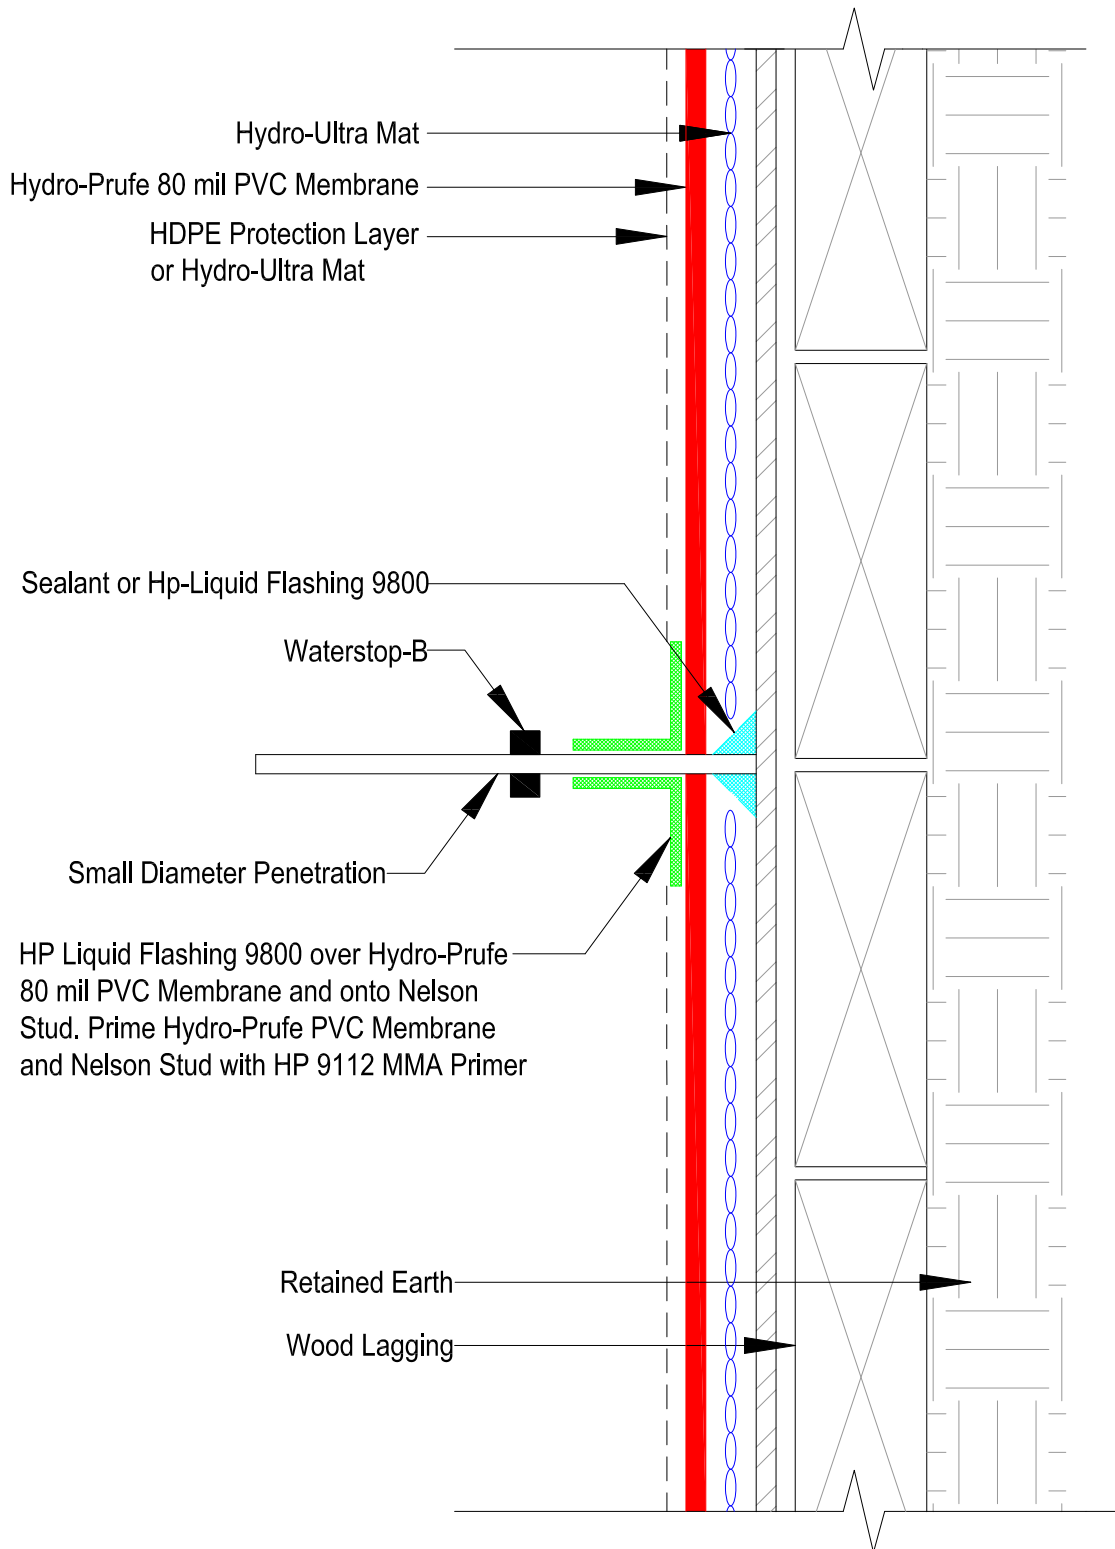 Hydro-Ultra Mat
Hydro-Prufe 80 mil PVC Membrane
HDPE Protection Layer
or Hydro-Ultra Mat
Sealant or Hp-Liquid Flashing 9800
Waterstop-B
Small Diameter Penetration
HP Liquid Flashing 9800 over Hydro-Prufe
80 mil PVC Membrane and onto Nelson
Stud. Prime Hydro-Prufe PVC Membrane
and Nelson Stud with HP 9112 MMA Primer
Retained Earth
Wood Lagging